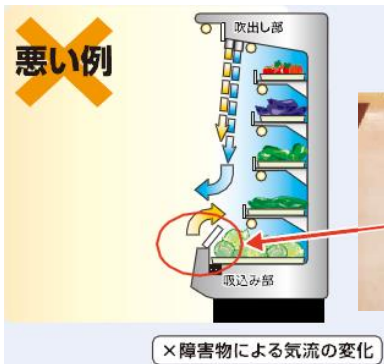 悪い例
吹出し部
吸込み部
×障害物による気流の変化